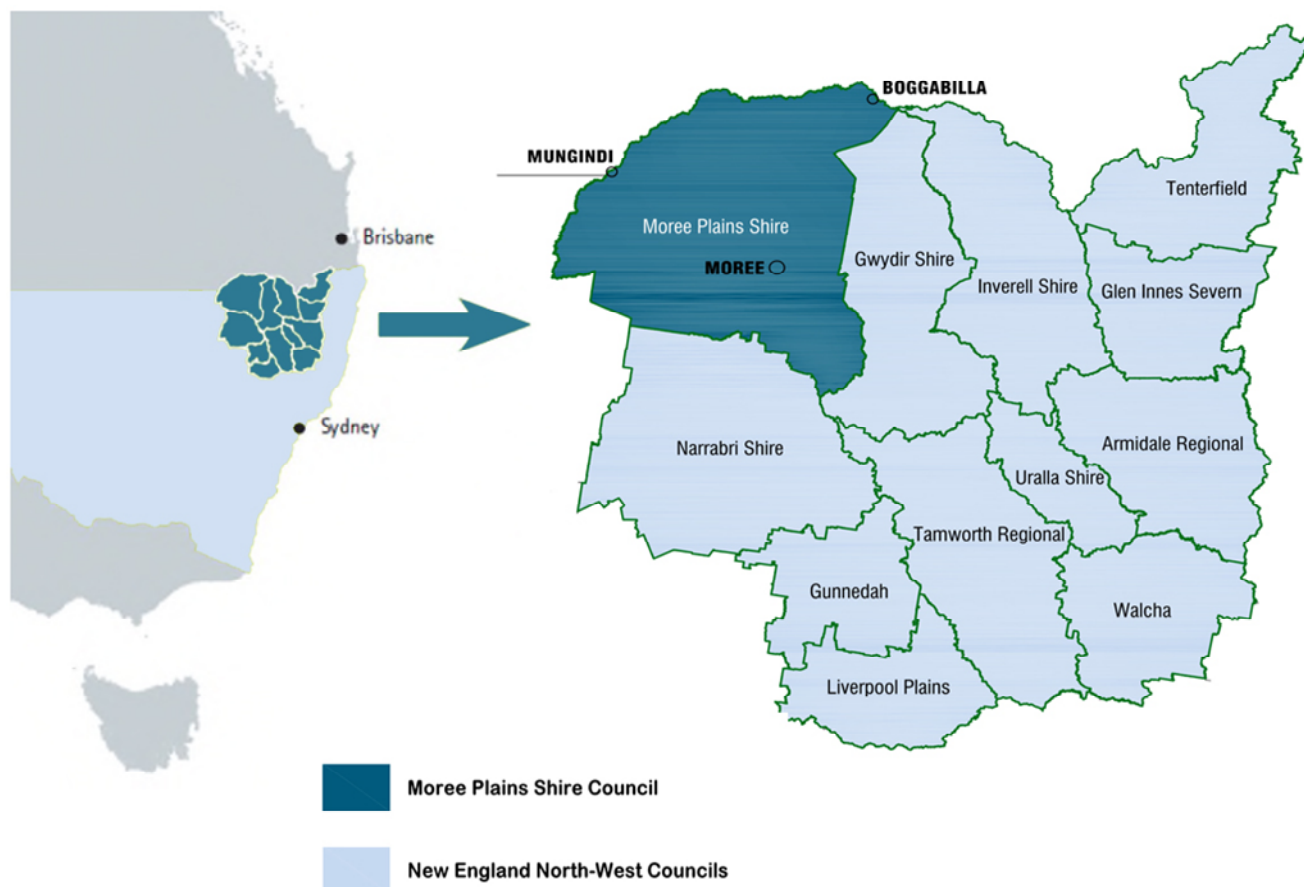 Brisbane
Sydney
BOGGABILLA
MUNGINDI
Tenterfield
Moree Plains Shire
MOREE
Gwydir Shire
Inverell Shire
Glen Innes Severn
Narrabri Shire
Armidale Regional
Uralla Shire
Tamworth Regional
Gunnedah
Walcha
Liverpool Plains
Moree Plains Shire Council
New England North-West Councils